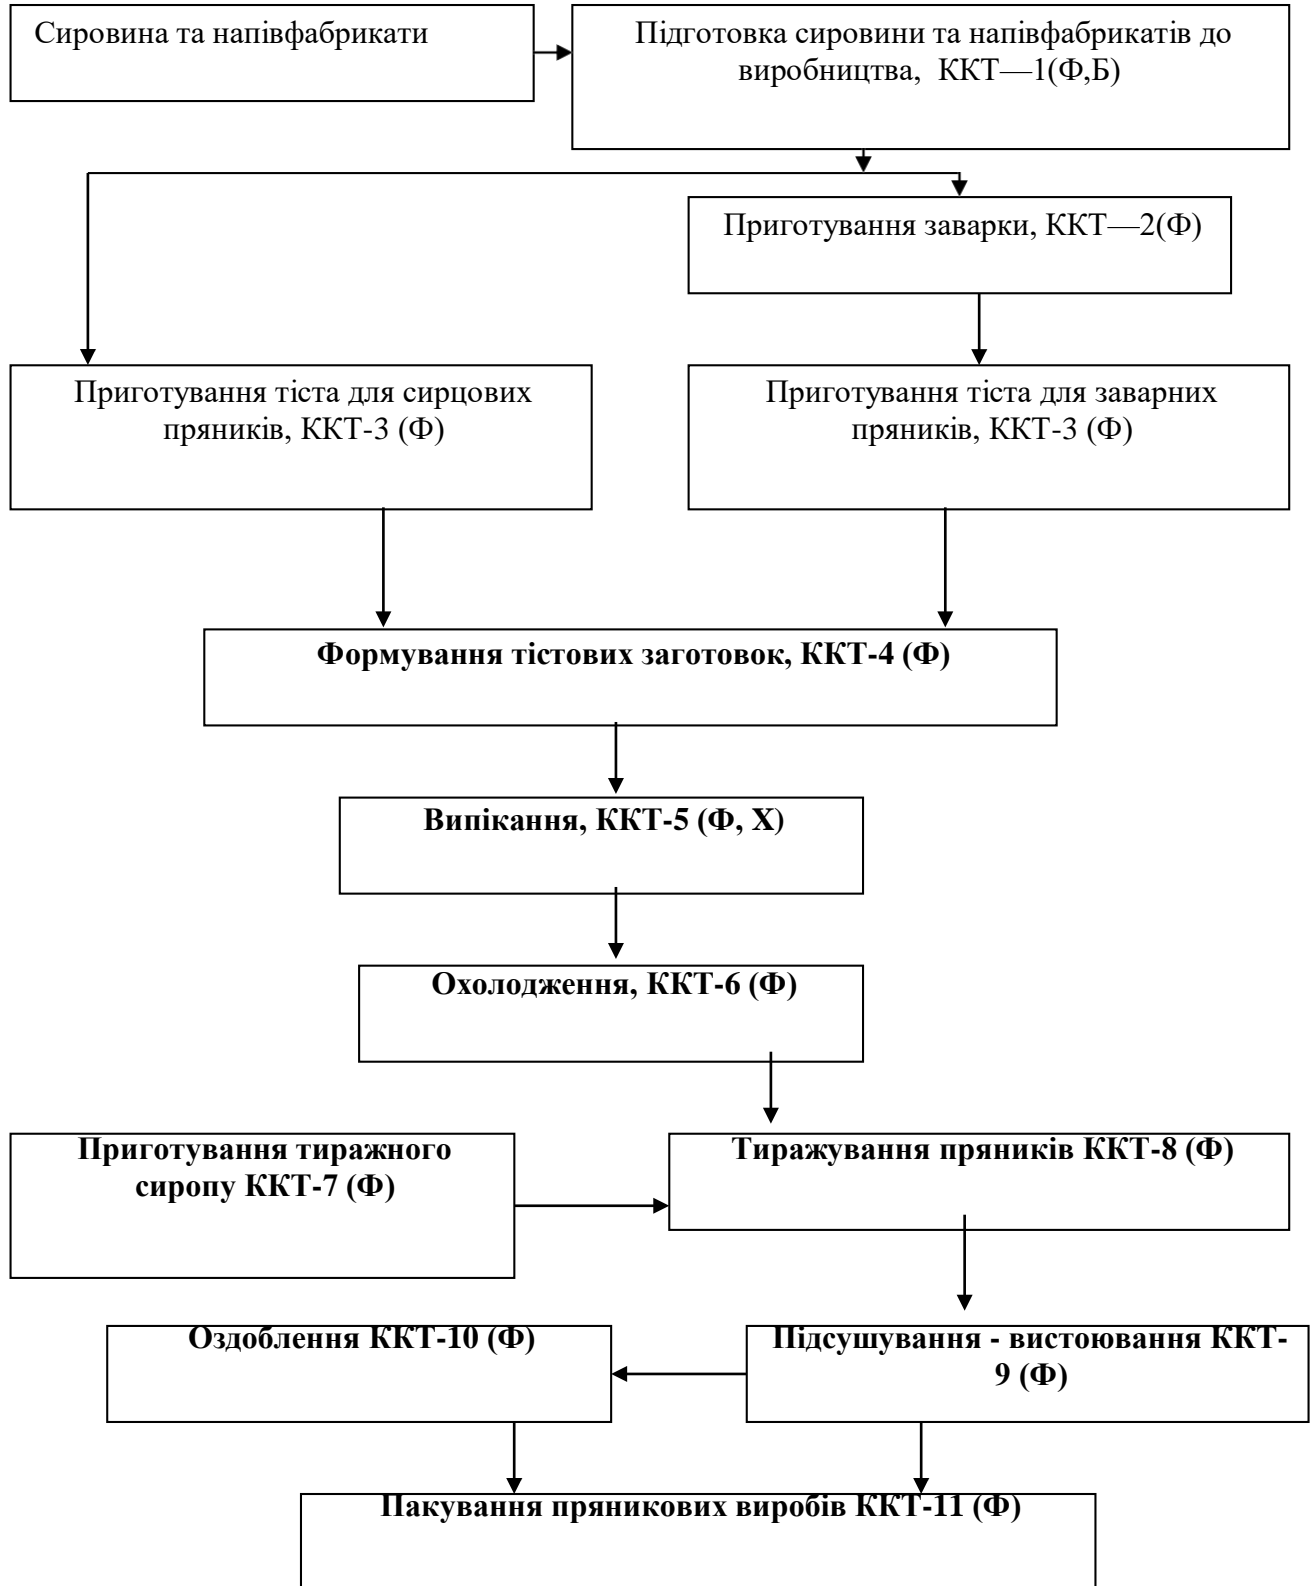 Сировина та напівфабрикати
Підготовка сировини та напівфабрикатів до
виробництва, ККТ—1(Ф,Б)
Приготування заварки, ККТ—2(Ф)
Приготування тіста для сирцових
пряників, ККТ-3 (Ф)
Приготування тіста для заварних
пряників, ККТ-3 (Ф)
Формування тістових заготовок, ККТ-4 (Ф)
Випікання, ККТ-5 (Ф, Х)
Охолодження, ККТ-6 (Ф)
Приготування тиражного
сиропу ККТ-7 (Ф)
Тиражування пряників ККТ-8 (Ф)
Оздоблення ККТ-10 (Ф)
Підсушування - вистоювання ККТ-
9 (Ф)
Пакування пряникових виробів ККТ-11 (Ф)